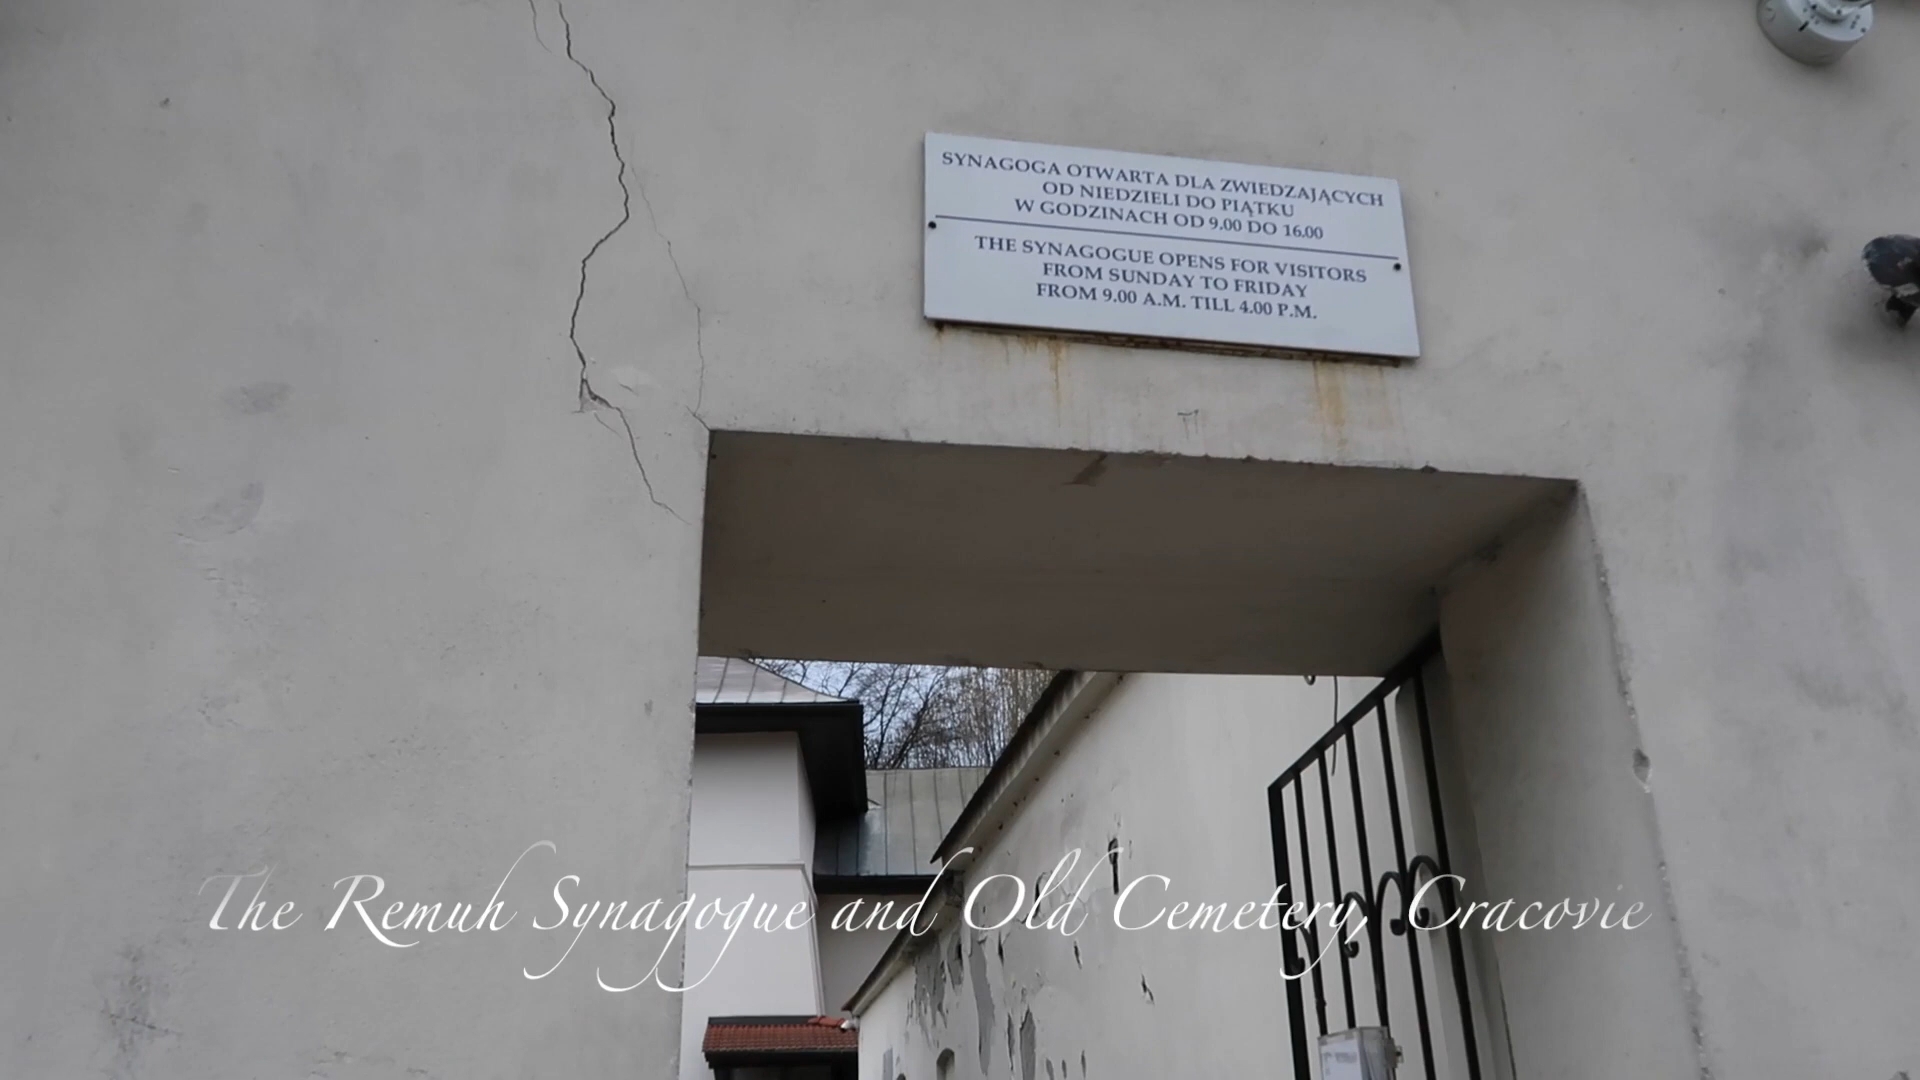 SYNAGOGA OTWARTA DLA ZWIEDZAJĄCYCH
OD NIEDZIELI DO PIĄTKU
W GODZINACH OD 9.00 DO 16.00
THE SYNAGOGUE OPENS FOR VISITORS
FROM SUNDAY TO FRIDAY
FROM 9.00 A.M. TILL 4.00 P.M.
The Remuh Synagogue and Old Cemetery, Cracovie